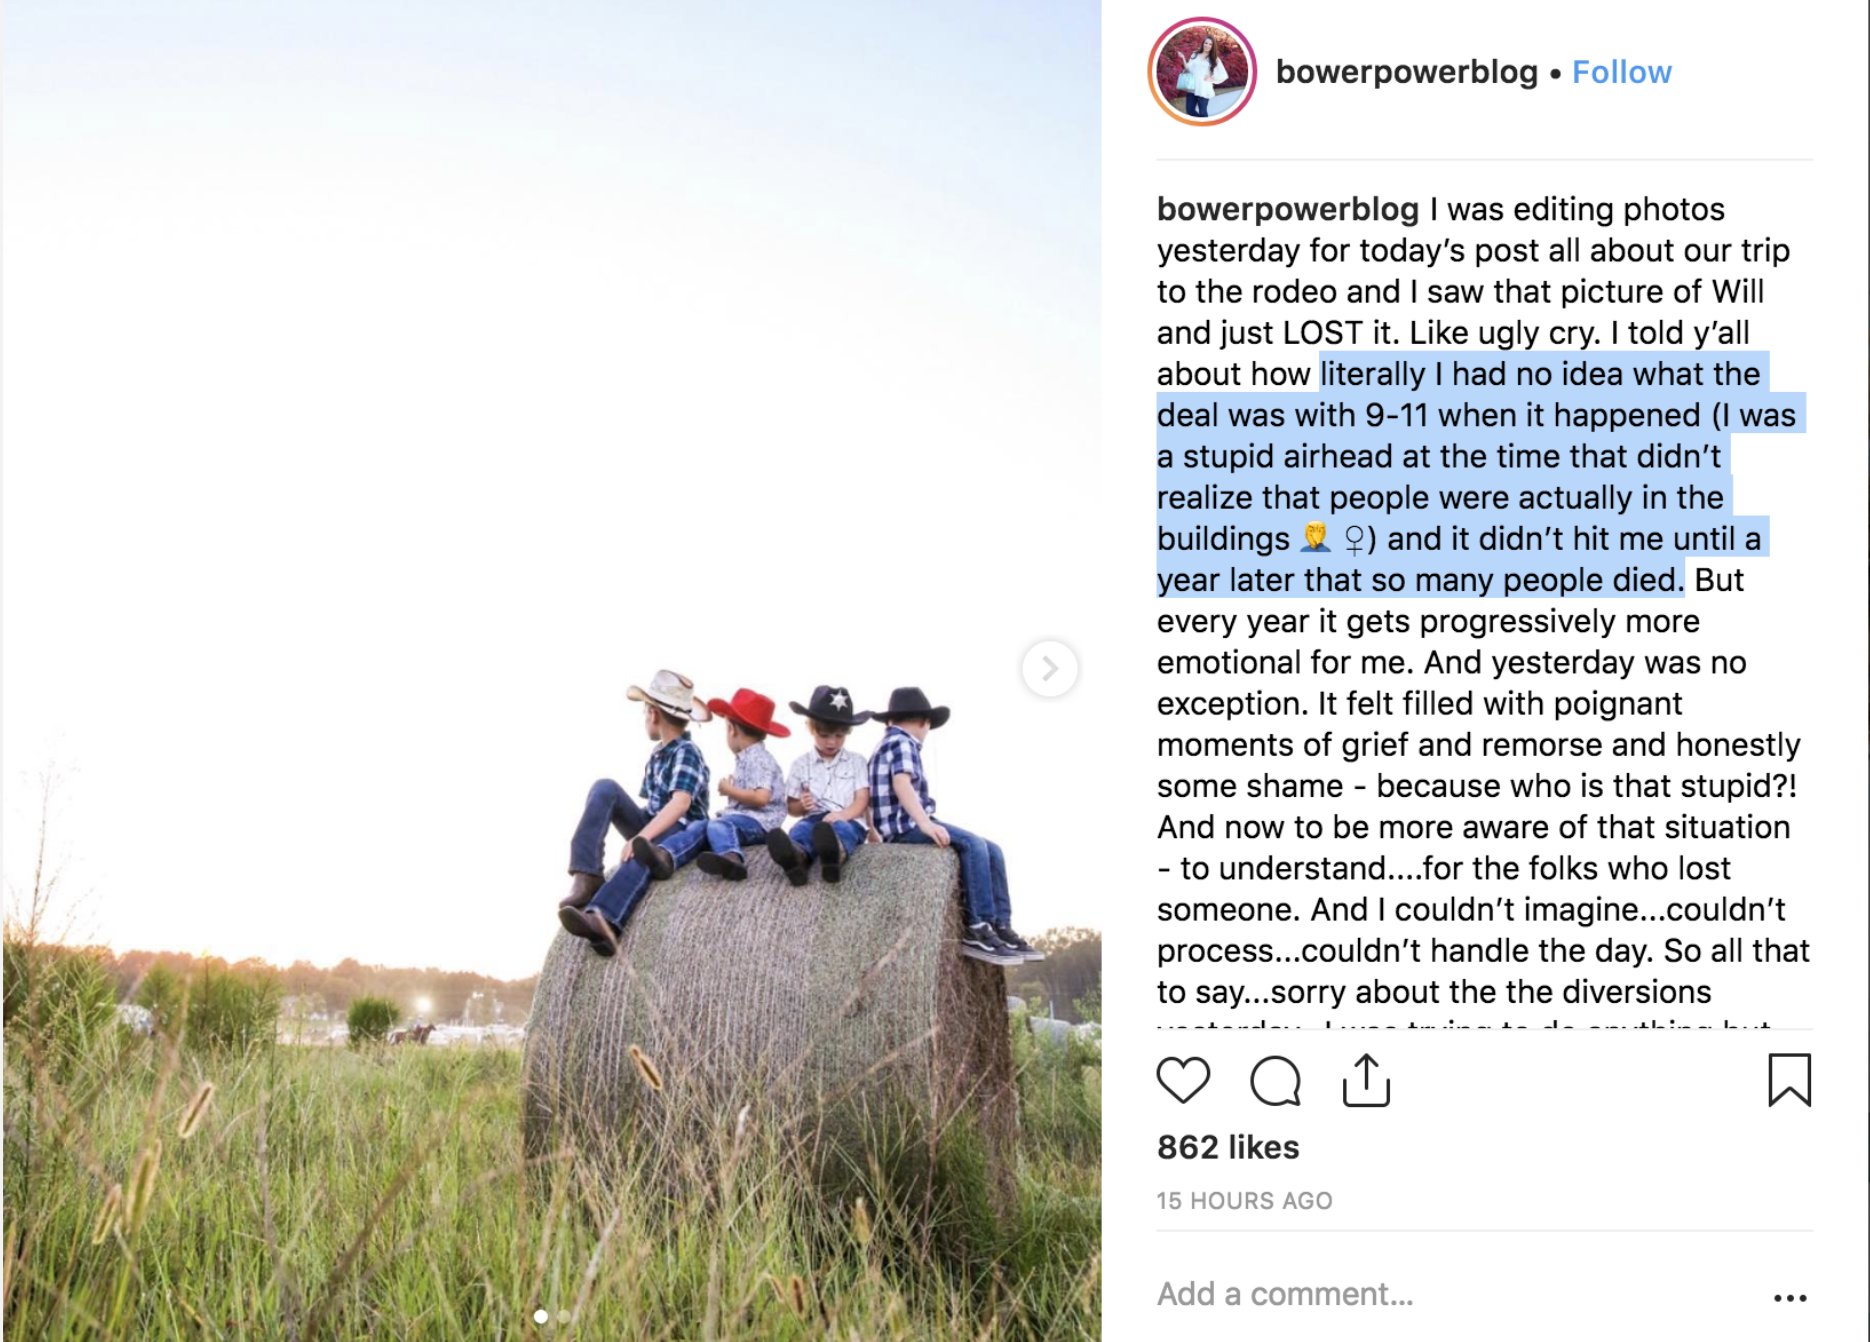 bowerpowerblog • Follow
bowerpowerblog I was editing photos
yesterday for today's post all about our trip
to the rodeo and I saw that picture of Will
and just LOST it. Like ugly cry. I told y'all
about how literally I had no idea what the
deal was with 9-11 when it happened (I was
a stupid airhead at the time that didn't
realize that people were actually in the
buildings 🤦 ♀) and it didn't hit me until a
year later that so many people died. But
every year it gets progressively more
emotional for me. And yesterday was no
exception. It felt filled with poignant
moments of grief and remorse and honestly
some shame - because who is that stupid?!
And now to be more aware of that situation
- to understand....for the folks who lost
someone. And I couldn't imagine...couldn't
process...couldn't handle the day. So all that
to say...sorry about the the diversions
862 likes
15 HOURS AGO
Add a comment...